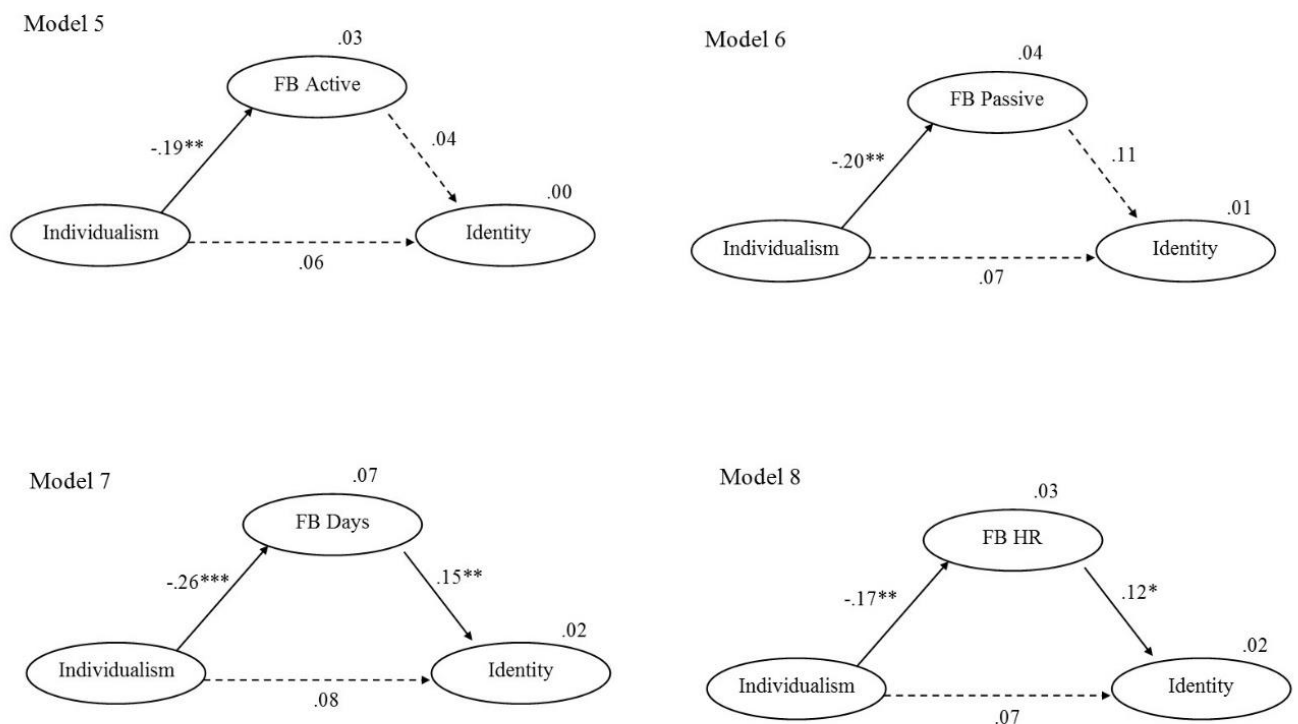 Model 5
.03
FB Active
-.19**
.04
.00
Individualism
Identity
.06
Model 6
.04
FB Passive
-.20**
.11
.01
Individualism
Identity
.07
Model 7
.07
FB Days
-.26***
.15**
.02
Individualism
Identity
.08
Model 8
.03
FB HR
-.17**
.12*
.02
Individualism
Identity
.07